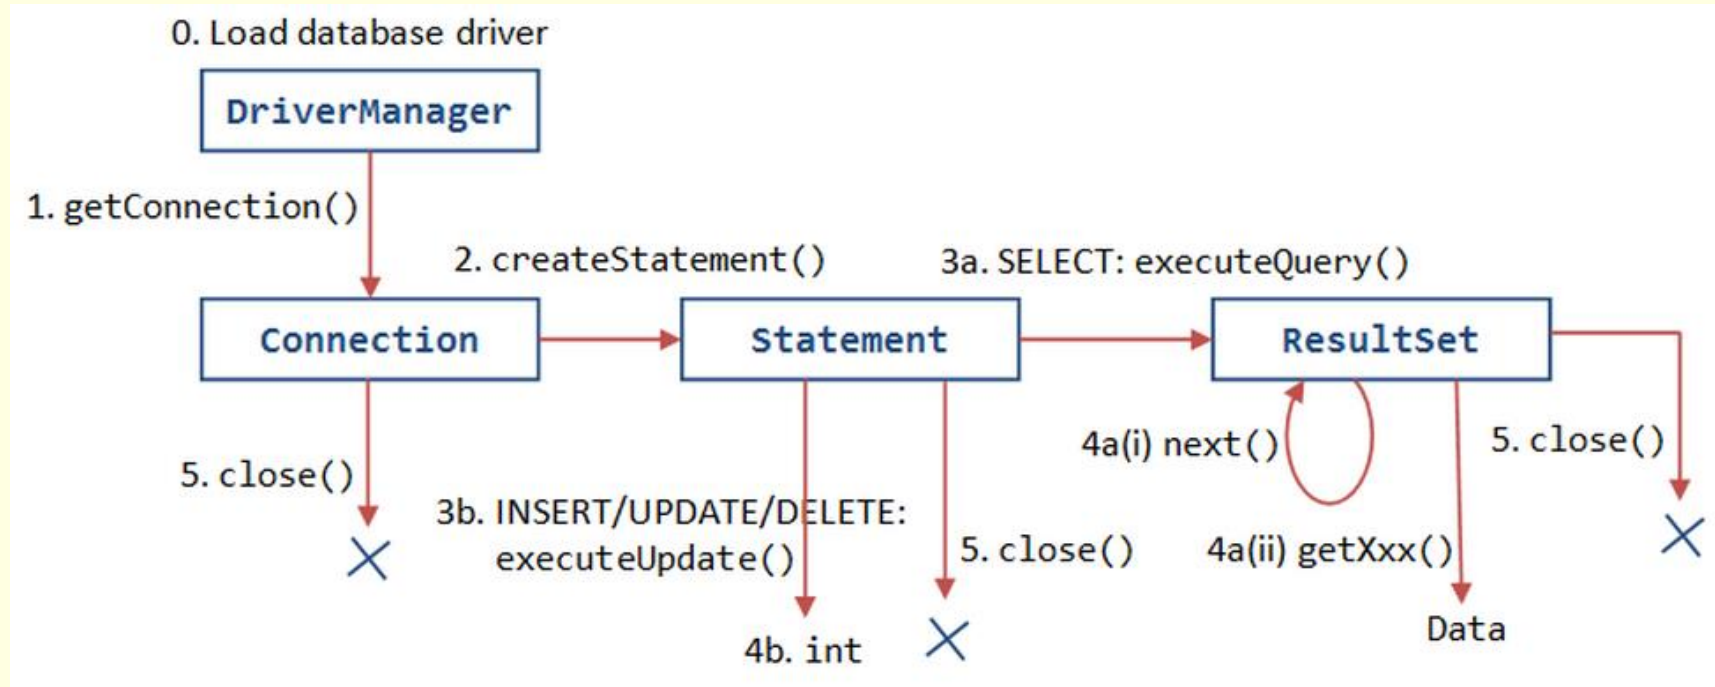 0. Load database driver
DriverManager
1. getConnection()
2. createStatement()
3a. SELECT: executeQuery()
Connection
Statement
ResultSet
4a(i) next()
5. close()
5. close()
3b. INSERT/UPDATE/DELETE:
executeUpdate()
5. close()
4a(ii) getXxx()
Data
4b. int